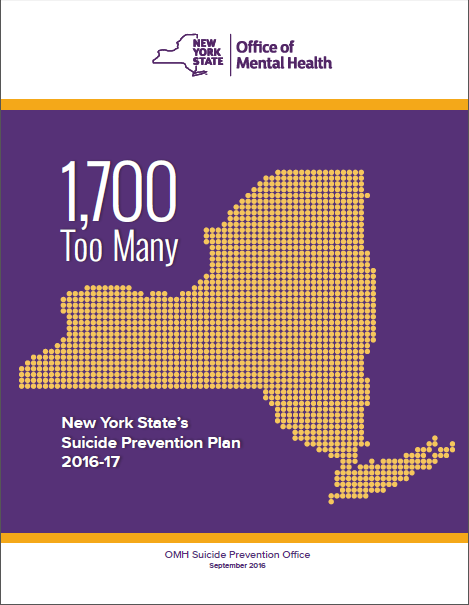 NEW
YORK
STATE
Office of
Mental Health
1,700
Too Many
New York State's
Suicide Prevention Plan
2016-17
OMH Suicide Prevention Office
September 2016